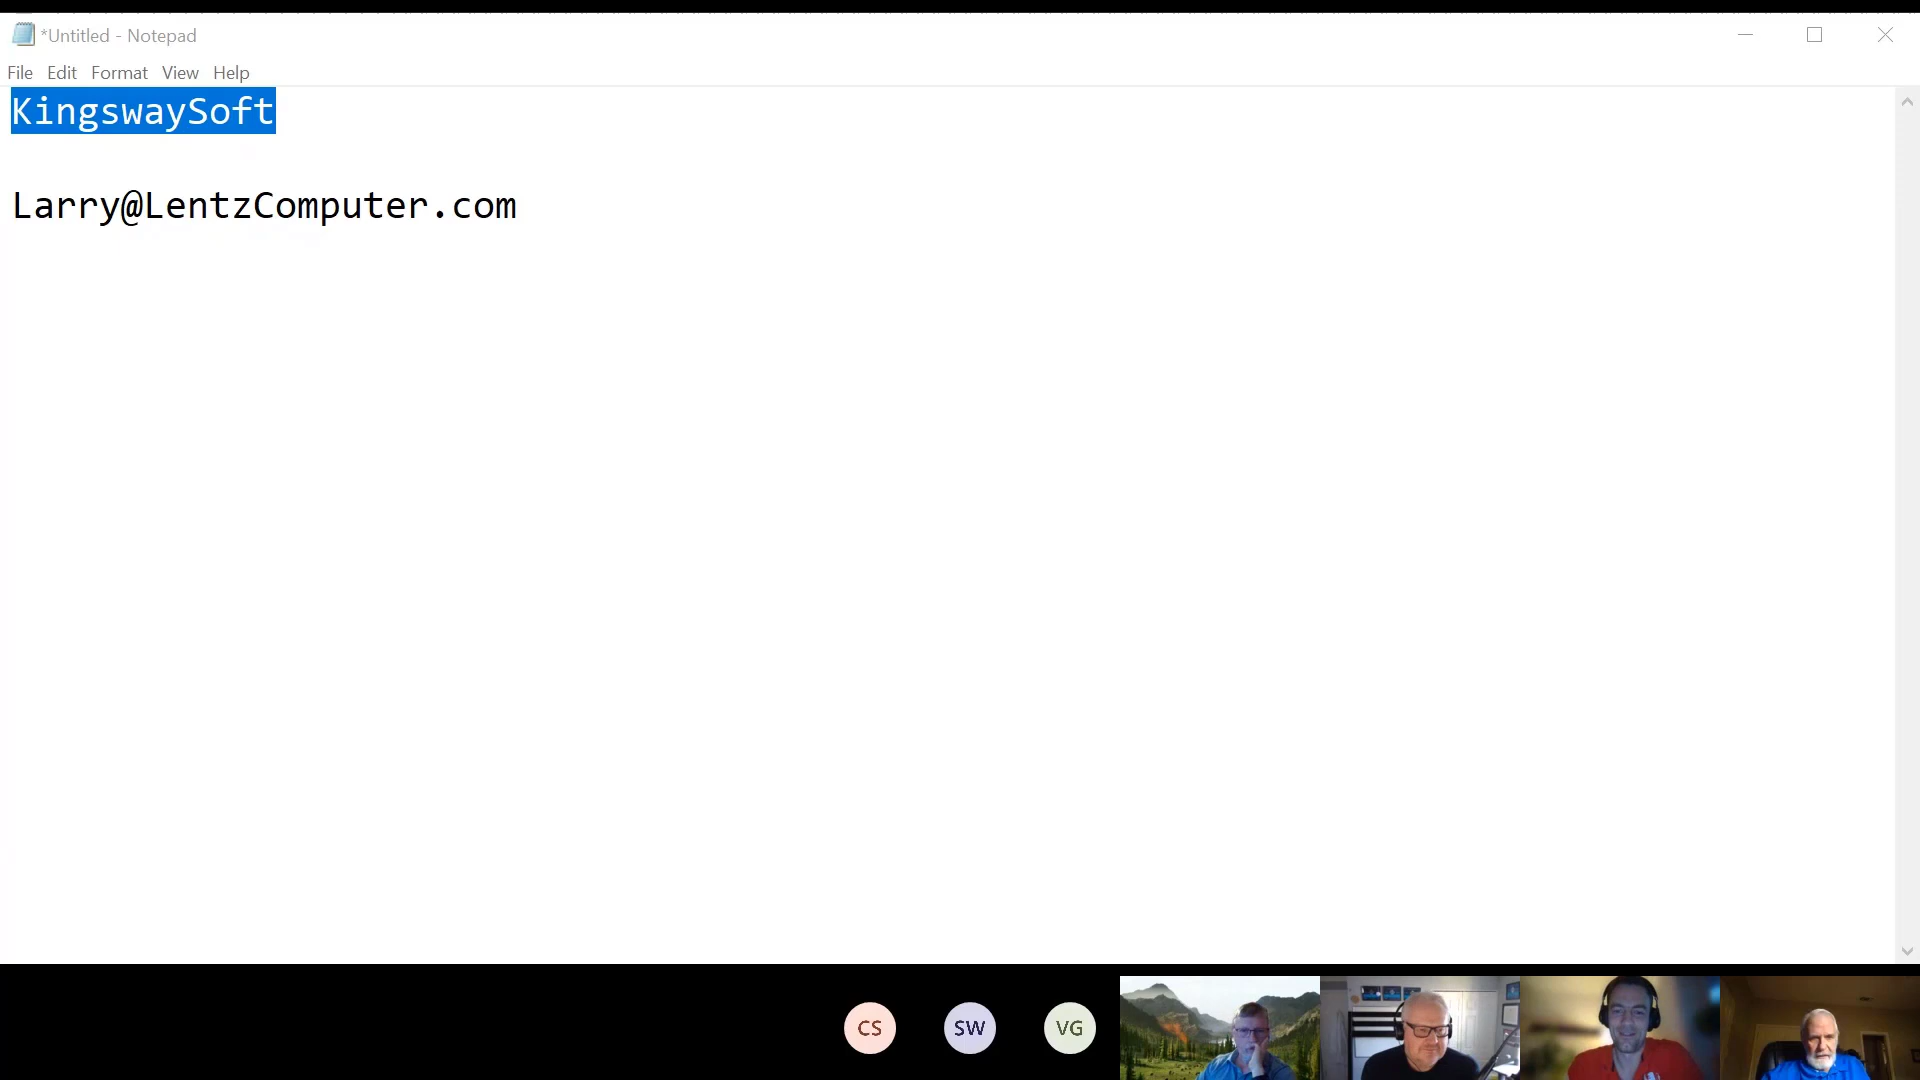 *Untitled - Notepad
File Edit Format View Help
KingswaySoft
Larry@LentzComputer.com
CS SW VG